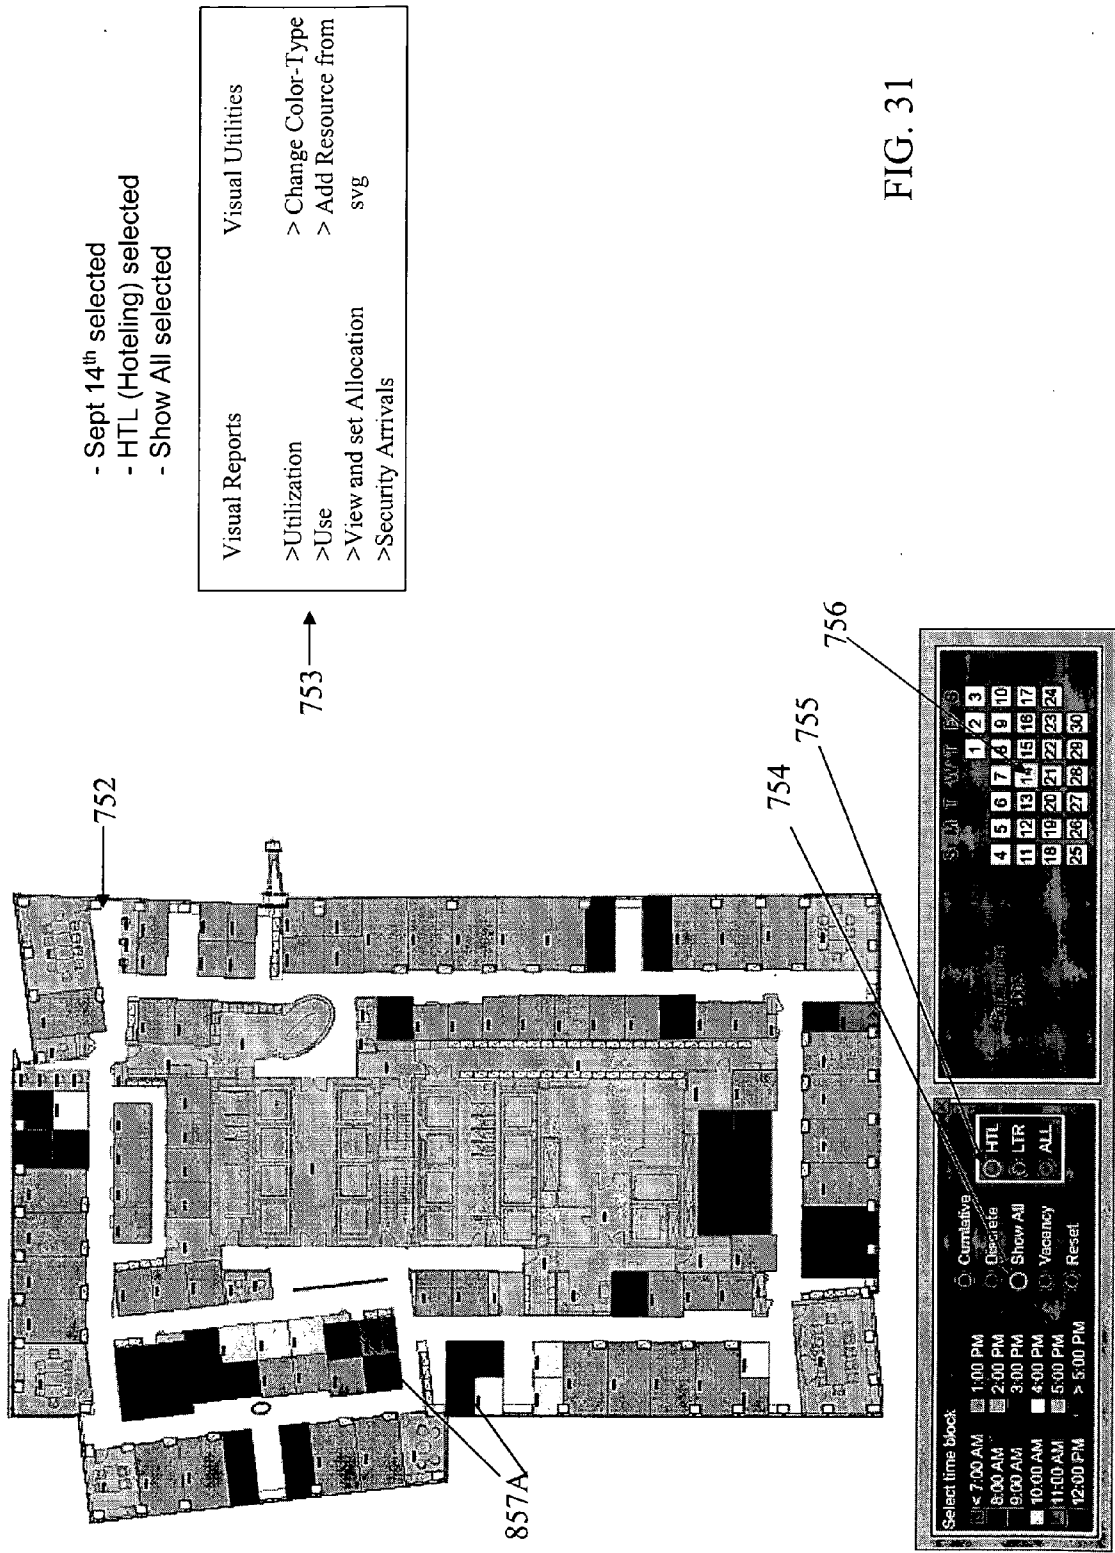 - Sept 14th selected
- HTL (Hoteling) selected
- Show All selected
Visual Reports
>Utilization
>Use
>View and set Allocation
>Security Arrivals
Visual Utilities
> Change Color-Type
> Add Resource from
svg
753
752
857A
754
755
756
Select time block
< 7:00 AM
8:00 AM
9:00 AM
10:00 AM
11:00 AM
12:00 PM
1:00 PM
2:00 PM
3:00 PM
4:00 PM
5:00 PM
> 5:00 PM
Cumulative
Discrete
Show All
Vacancy
Reset
HTL
LTR
ALL
S M T W T F S
1 2 3
4 5 6 7 8 9 10
11 12 13 14 15 16 17
18 19 20 21 22 23 24
25 26 27 28 29 30
FIG. 31